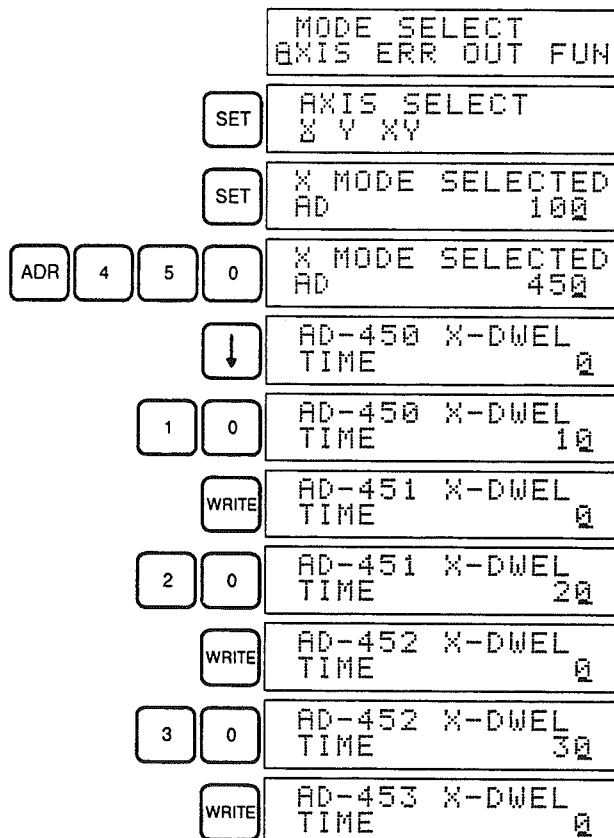 MODE SELECT
AXIS ERR OUT FUN
SET
AXIS SELECT
X Y XY
SET
X MODE SELECTED
AD 100
ADR 4 5 0
X MODE SELECTED
AD 450
↓
AD-450 X-DWEL
TIME 0
1 0
AD-450 X-DWEL
TIME 10
WRITE
AD-451 X-DWEL
TIME 0
2 0
AD-451 X-DWEL
TIME 20
WRITE
AD-452 X-DWEL
TIME 0
3 0
AD-452 X-DWEL
TIME 30
WRITE
AD-453 X-DWEL
TIME 0